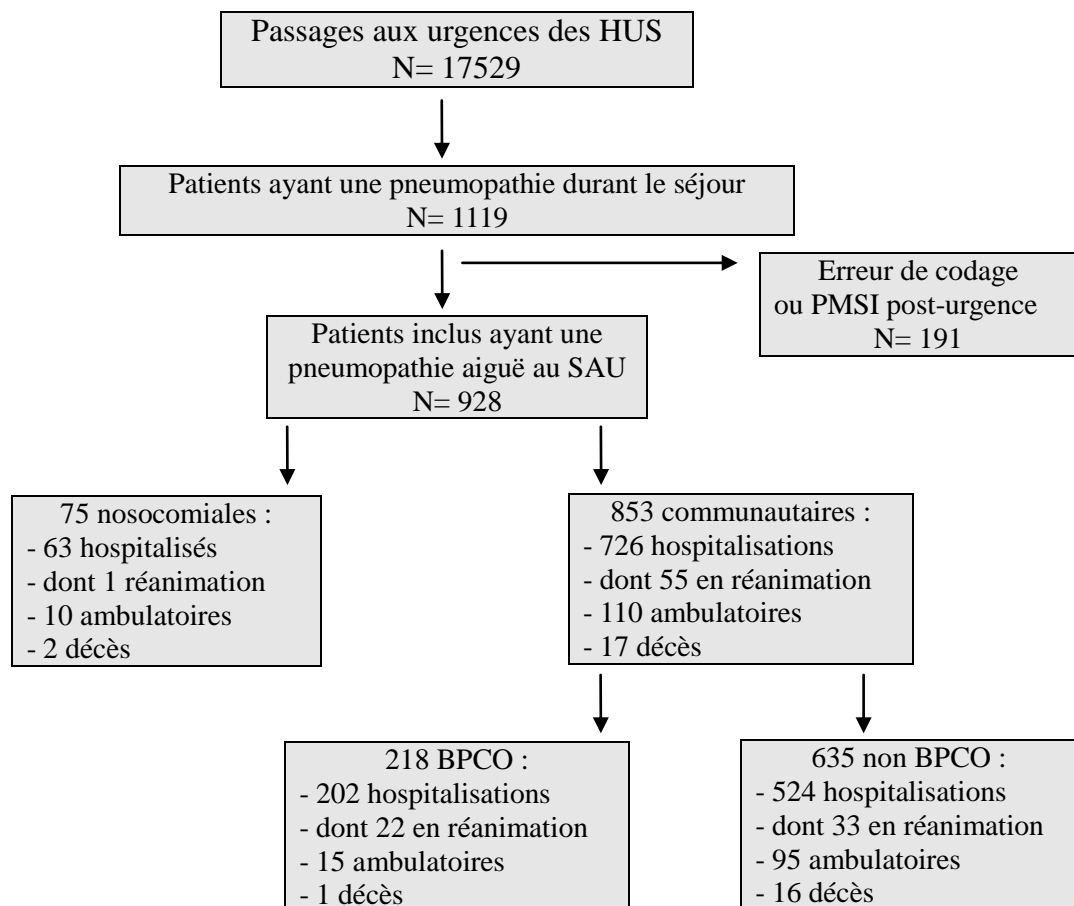 Passages aux urgences des HUS
N= 17529
Patients ayant une pneumopathie durant le séjour
N= 1119
Erreur de codage
ou PMSI post-urgence
N= 191
Patients inclus ayant une
pneumopathie aiguë au SAU
N= 928
75 nosocomiales :
- 63 hospitalisés
- dont 1 réanimation
- 10 ambulatoires
- 2 décès
853 communautaires :
- 726 hospitalisations
- dont 55 en réanimation
- 110 ambulatoires
- 17 décès
218 BPCO :
- 202 hospitalisations
- dont 22 en réanimation
- 15 ambulatoires
- 1 décès
635 non BPCO :
- 524 hospitalisations
- dont 33 en réanimation
- 95 ambulatoires
- 16 décès